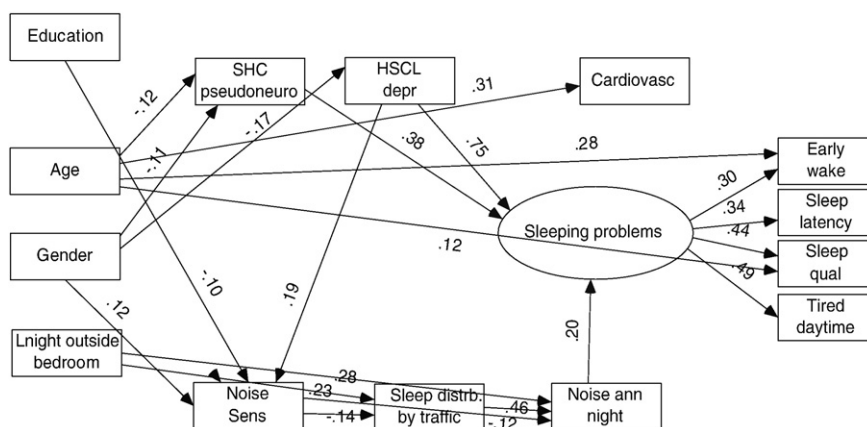 Education
SHC
pseudoneuro
HSCL
depr
Cardiovasc
.31
-.12
-.17
.38
.75
.28
Early
wake
Age
-.11
.30
Sleep
latency
.34
Gender
.12
Sleeping problems
.44
Sleep
qual
.49
Tired
daytime
.12
-.10
.19
.20
Lnight outside
bedroom
.28
Noise
Sens
.23
Sleep distrb.
by traffic
.46
Noise ann
night
-.14
-.12